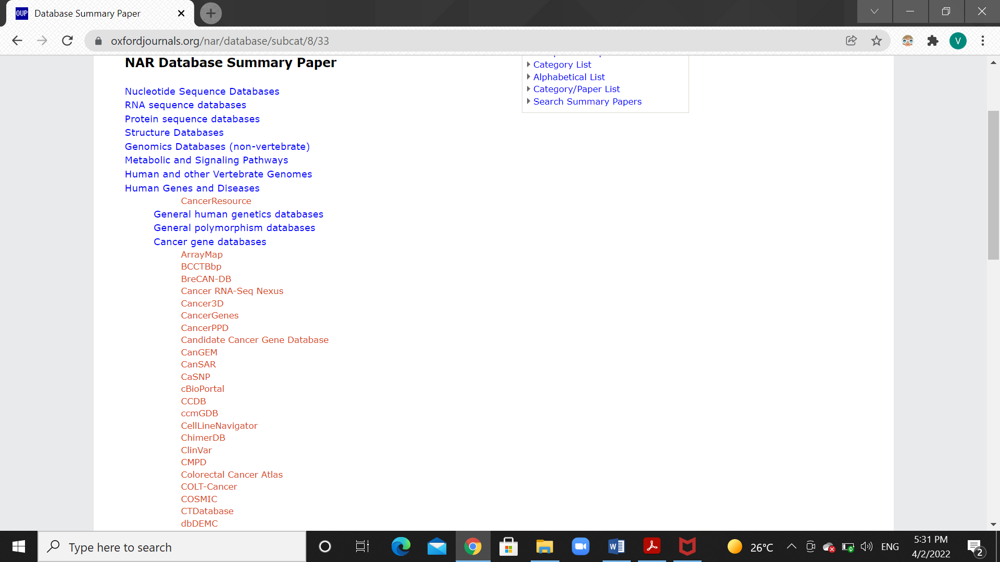 OUP Database Summary Paper
oxfordjournals.org/nar/database/subcat/8/33
V
NAR Database Summary Paper
Category List
Alphabetical List
Category/Paper List
Search Summary Papers
Nucleotide Sequence Databases
RNA sequence databases
Protein sequence databases
Structure Databases
Genomics Databases (non-vertebrate)
Metabolic and Signaling Pathways
Human and other Vertebrate Genomes
Human Genes and Diseases
CancerResource
General human genetics databases
General polymorphism databases
Cancer gene databases
ArrayMap
BCCTBbp
BreCAN-DB
Cancer RNA-Seq Nexus
Cancer3D
CancerGenes
CancerPPD
Candidate Cancer Gene Database
CanGEM
CanSAR
CaSNP
cBioPortal
CCDB
ccmGDB
CellLineNavigator
ChimerDB
ClinVar
CMPD
Colorectal Cancer Atlas
COLT-Cancer
COSMIC
CTDatabase
dbDEMC
Type here to search
W
26°C
ENG
5:31 PM
4/2/2022
2